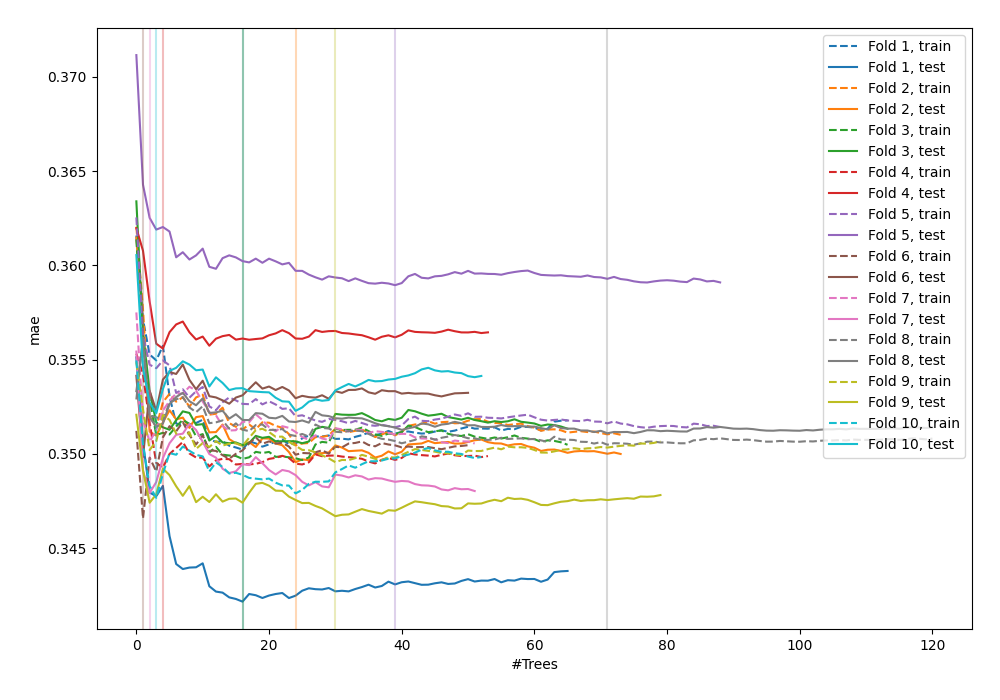 0.370
0.365
0.360
0.355
0.350
0.345
mae
0
20
40
60
80
100
120
#Trees
Fold 1, train
Fold 1, test
Fold 2, train
Fold 2, test
Fold 3, train
Fold 3, test
Fold 4, train
Fold 4, test
Fold 5, train
Fold 5, test
Fold 6, train
Fold 6, test
Fold 7, train
Fold 7, test
Fold 8, train
Fold 8, test
Fold 9, train
Fold 9, test
Fold 10, train
Fold 10, test